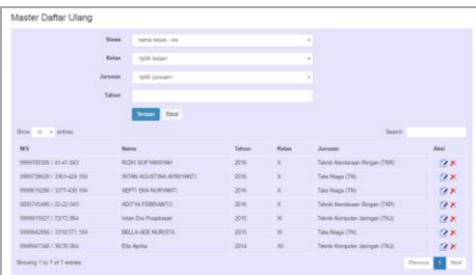 Master Daftar Ulang
Siswa nama siswa - nis
Kelas <pilih kelas>
Jurusan <pilih jurusan>
Tahun
Simpan Batal
Show 10 entries Search:
NIS Nama Tahun Kelas Jurusan Aksi
RIZKI SOFYANSYAH 2016 X Teknik Kendaraan Ringan (TKR)
INTAN AGUSTINA AVRIYANTI 2016 X Tata Niaga (TN)
SEPTI EKA NURYANTI 2016 X Tata Niaga (TN)
ADITYA FEBRIANTO 2016 X Teknik Kendaraan Ringan (TKR)
Intan Dwi Puspitasari 2015 XI Teknik Komputer Jaringan (TKJ)
BELLA ADE NURISTA 2015 XI Tata Niaga (TN)
Ella Aprilia 2014 XII Teknik Komputer Jaringan (TKJ)
Showing 1 to 7 of 7 entries Previous 1 Next